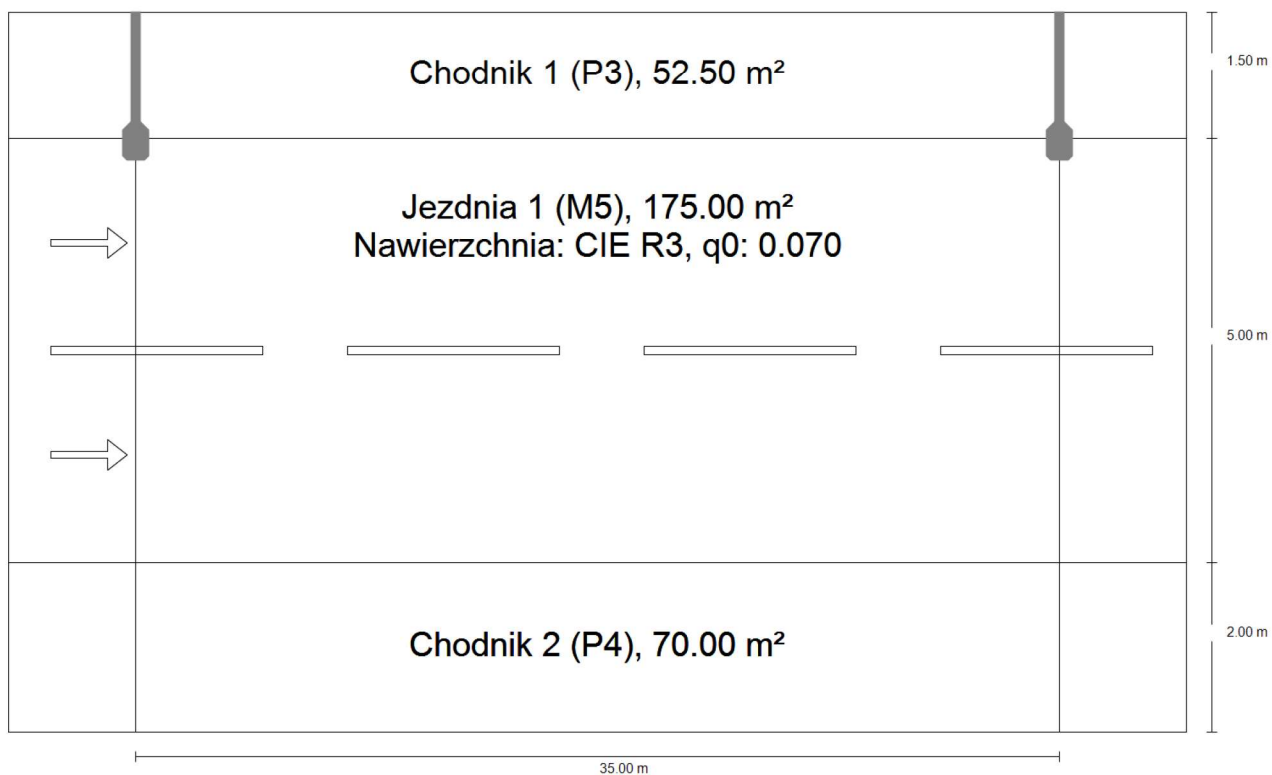 Chodnik 1 (P3), 52.50 m²
1.50 m
Jezdnia 1 (M5), 175.00 m²
Nawierzchnia: CIE R3, q0: 0.070
5.00 m
Chodnik 2 (P4), 70.00 m²
2.00 m
35.00 m